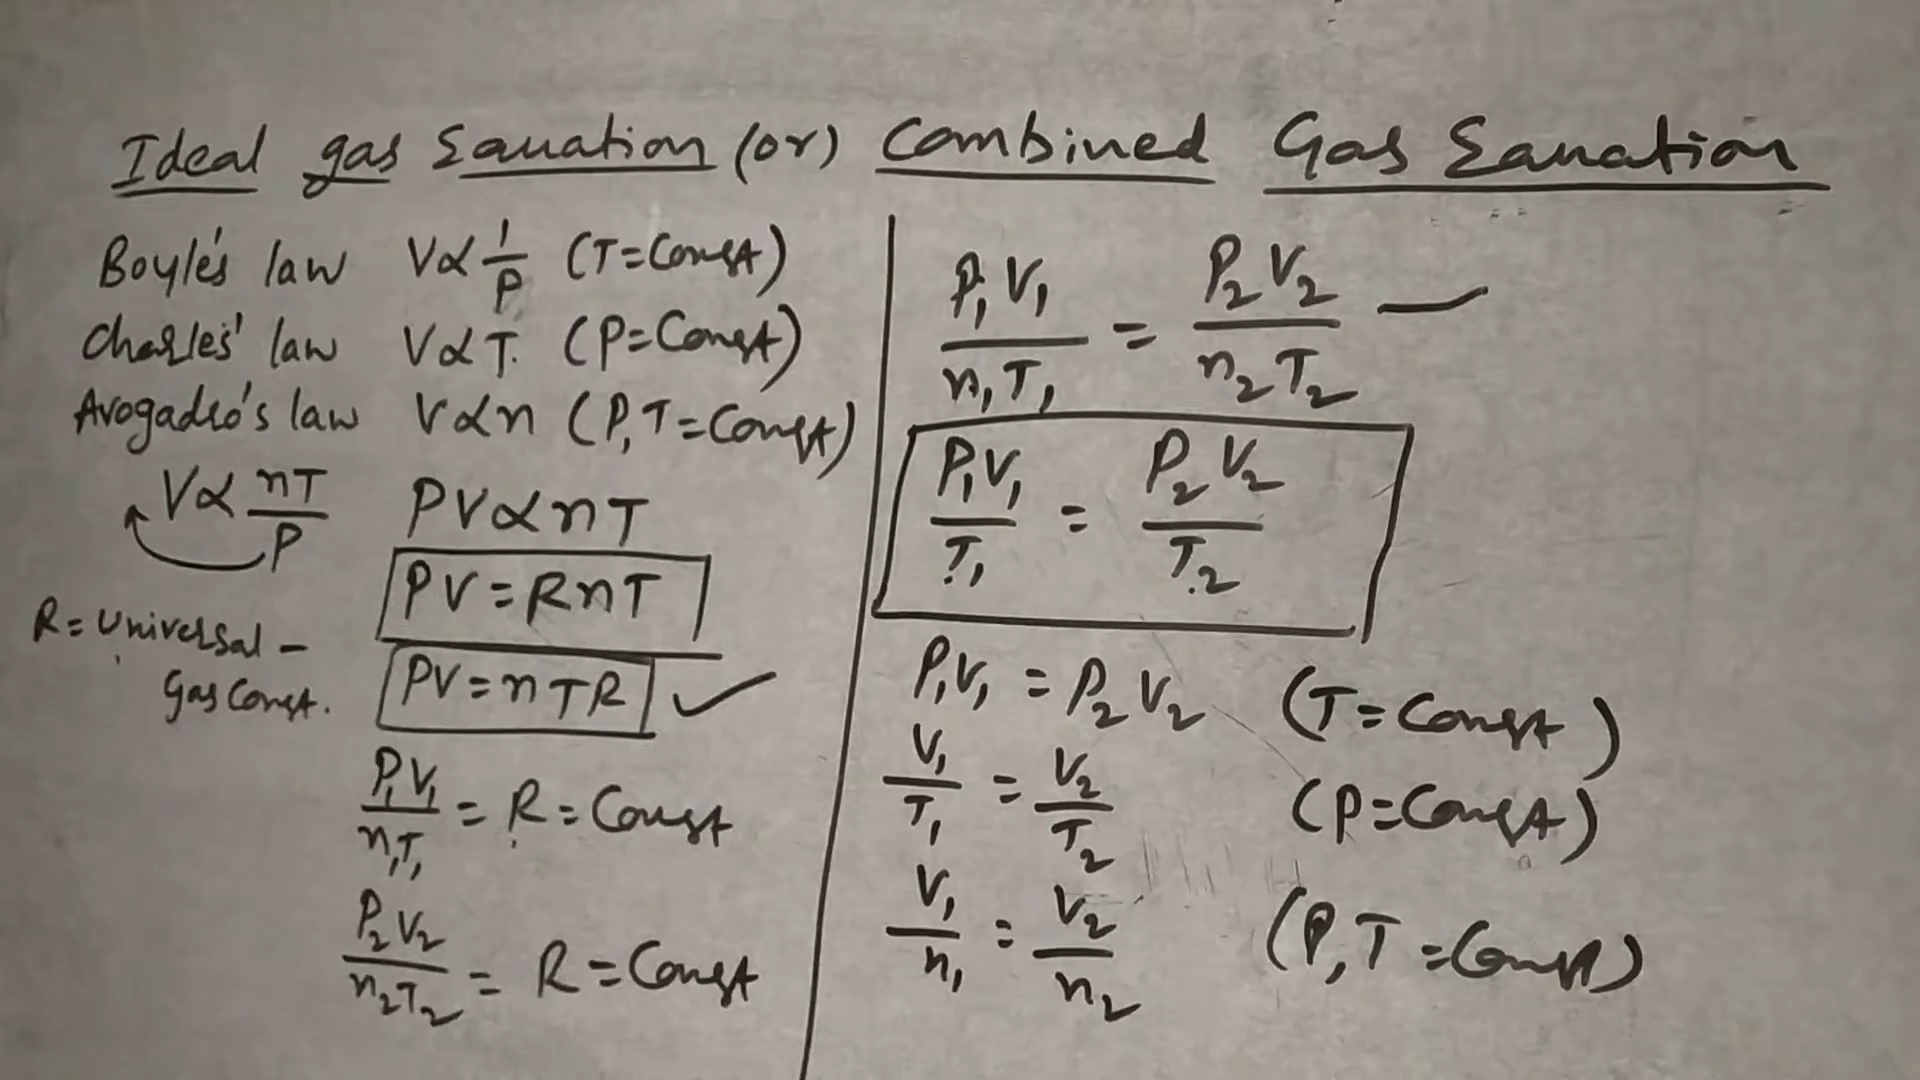 Ideal gas Equation (or) Combined Gas Equation
Boyle's law V∝1/P (T=Const)
Charles' law V∝T. (P=Const)
Avogadro's law V∝n (P,T=Const)
V∝nT/P PV∝nT
PV=RnT
R=Universal-
Gas Const.
PV=nTR ✓
P₁V₁/n₁T₁ = R = Const
P₂V₂/n₂T₂ = R = Const
P₁V₁/n₁T₁ = P₂V₂/n₂T₂ —
P₁V₁/T₁ = P₂V₂/T₂
P₁V₁ = P₂V₂ (T=Const)
V₁/T₁ = V₂/T₂ (P=Const)
V₁/n₁ = V₂/n₂ (P,T=Const)